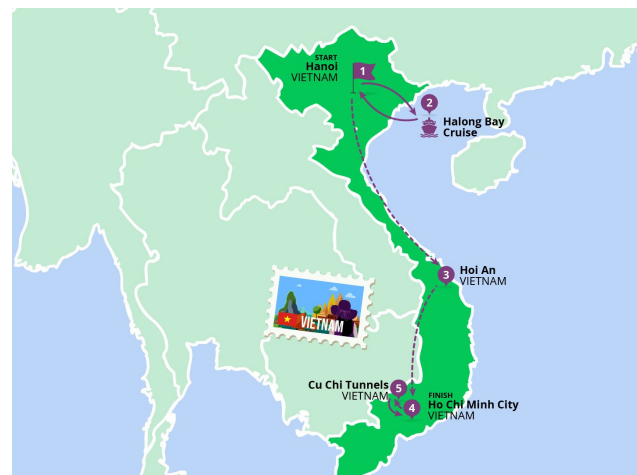 START
Hanoi
VIETNAM
1
2
Halong Bay
Cruise
3
Hoi An
VIETNAM
VIETNAM
Cu Chi Tunnels
VIETNAM
5
4
FINISH
Ho Chi Minh City
VIETNAM